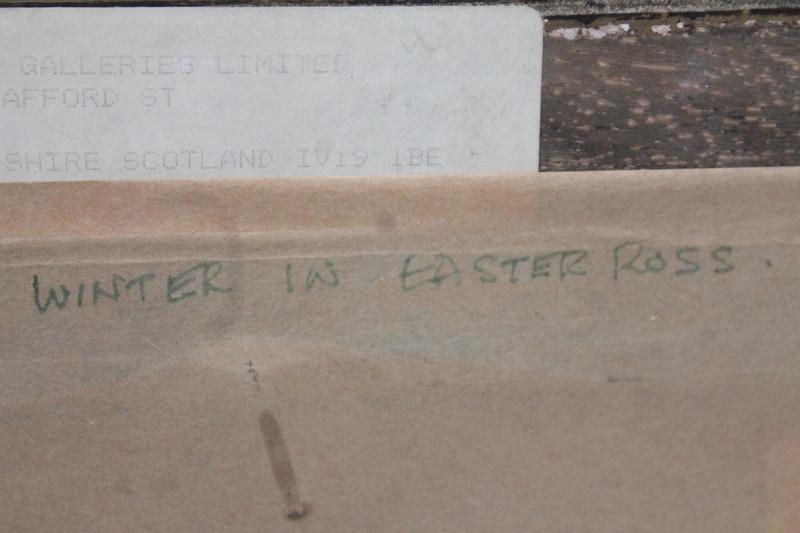 GALLERIES LIMITED
AFFORD ST
SHIRE SCOTLAND IV19 1BE
WINTER IN EASTER ROSS.